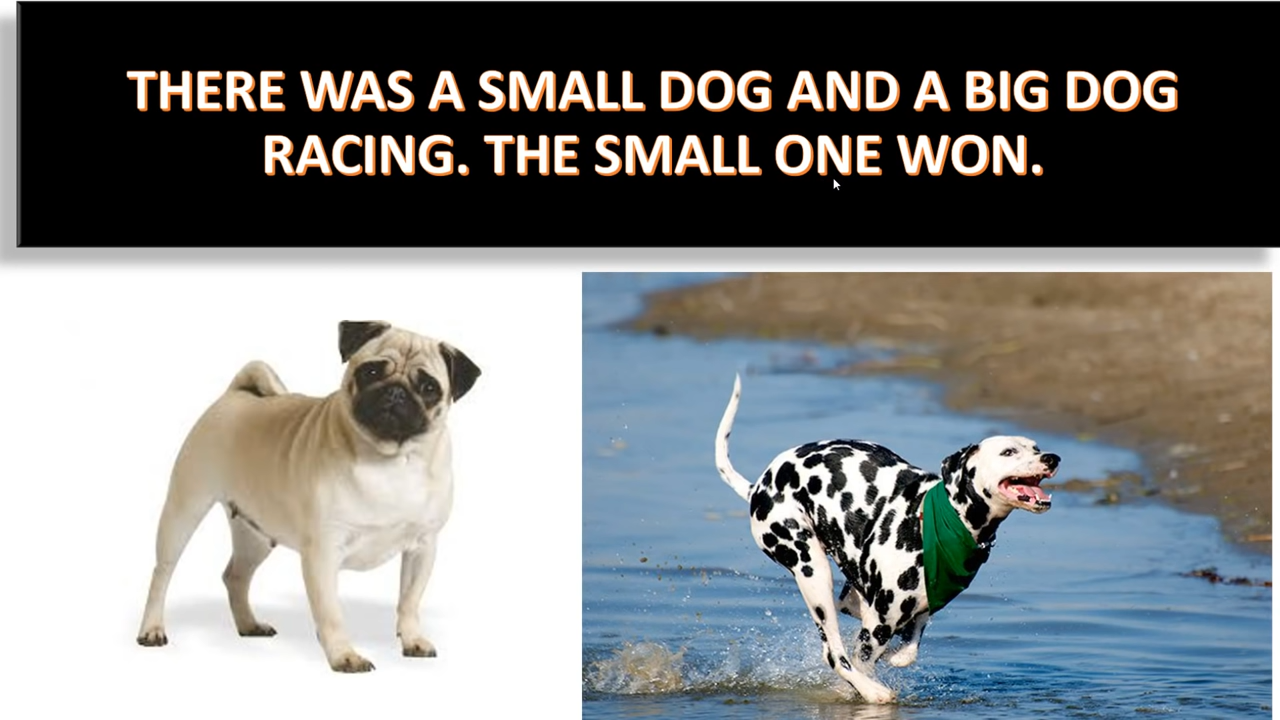 THERE WAS A SMALL DOG AND A BIG DOG
RACING. THE SMALL ONE WON.